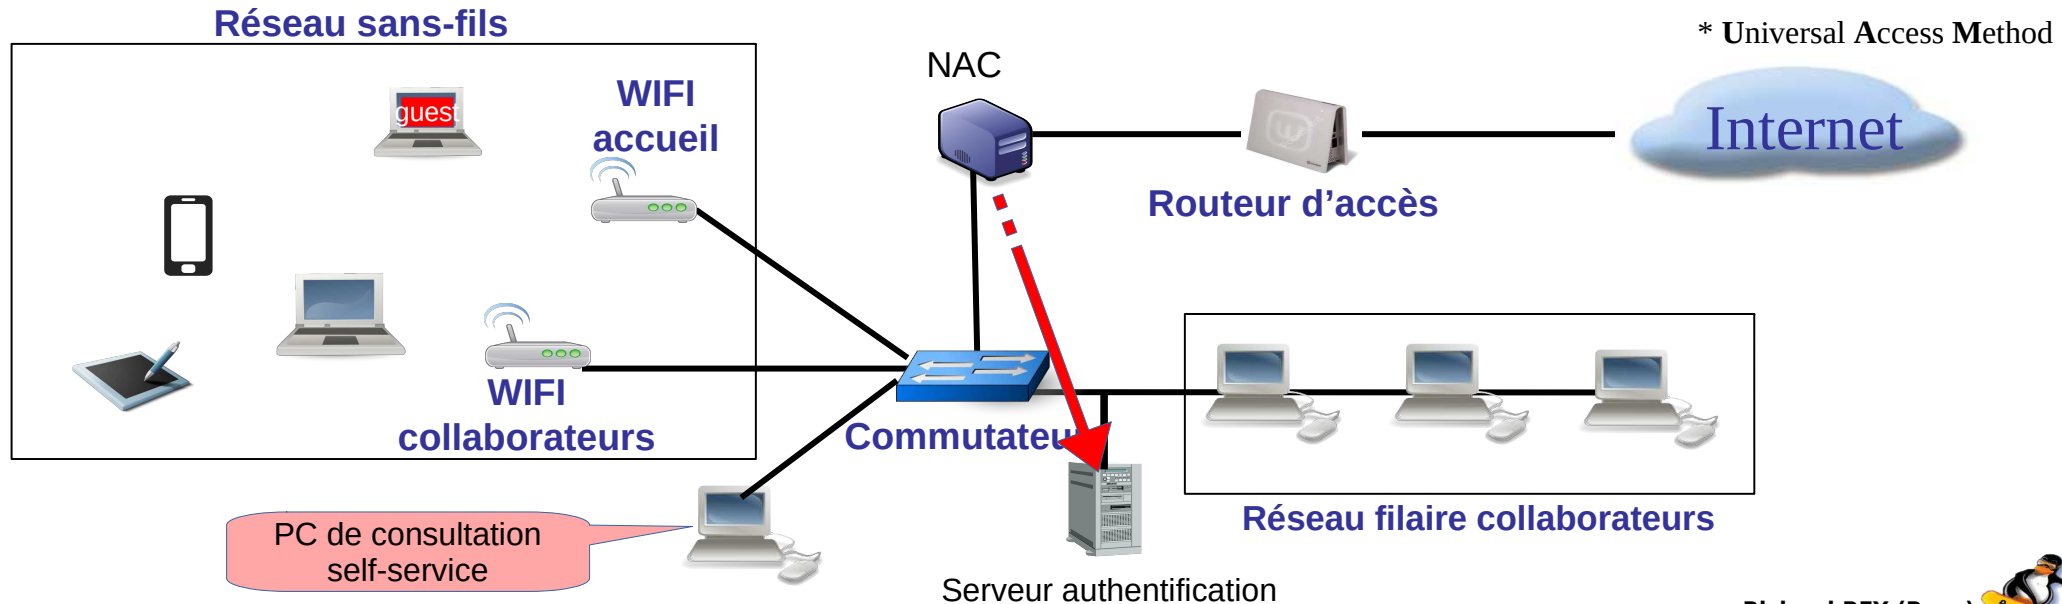 Réseau sans-fils
* Universal Access Method
NAC
WIFI
accueil
guest
Internet
Routeur d’accès
WIFI
collaborateurs
Commutateur
PC de consultation
self-service
Réseau filaire collaborateurs
Serveur authentification